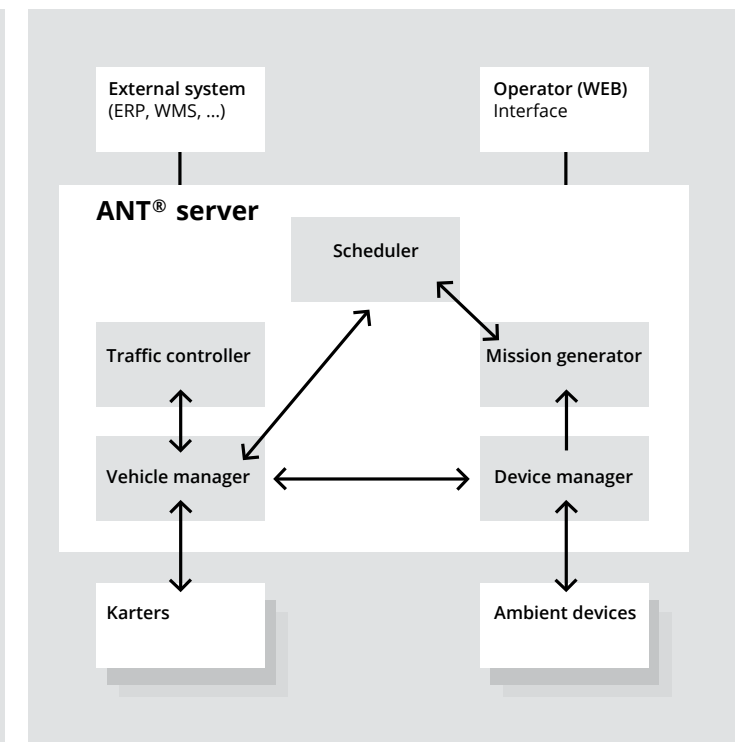 External system
(ERP, WMS, ...)
Operator (WEB)
Interface
ANT® server
Scheduler
Traffic controller
Mission generator
Vehicle manager
Device manager
Karters
Ambient devices